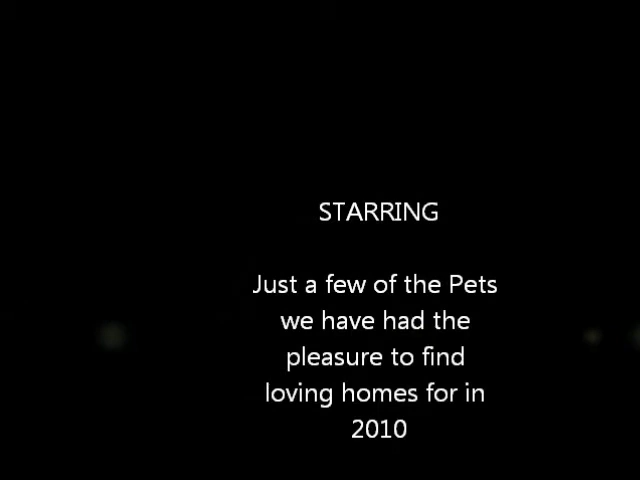 STARRING
Just a few of the Pets
we have had the
pleasure to find
loving homes for in
2010